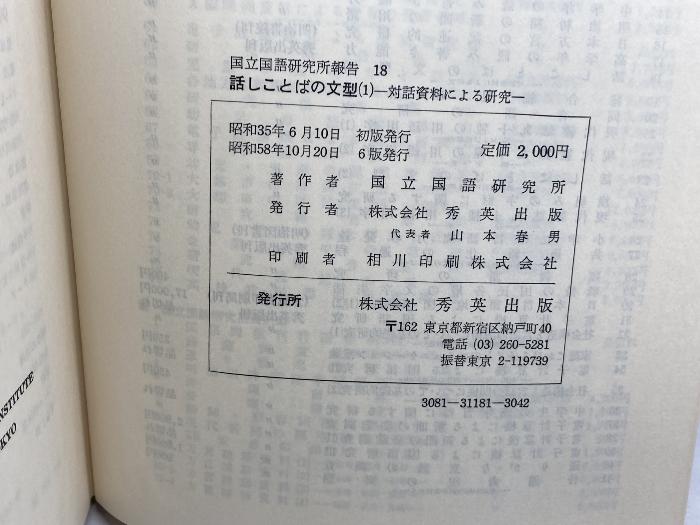 国立国語研究所報告 18
話しことばの文型(1)―対話資料による研究―
昭和35年6月10日 初版発行
昭和58年10月20日 6版発行
定価 2,000円
著作者 国立国語研究所
発行者 株式会社 秀英出版
代表者 山本春男
印刷者 相川印刷株式会社
発行所 株式会社 秀英出版
〒162 東京都新宿区納戸町40
電話 (03) 260-5281
振替東京 2-119739
3081―31181―3042
NSTITUTE
KYO